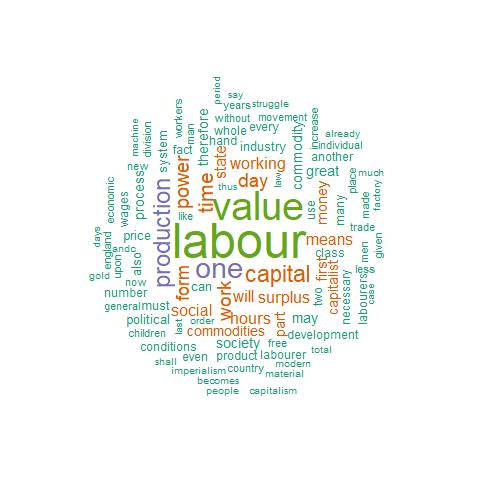 period
say
years
struggle
without
movement
workers
man
therefore
whole
every
increase
already
machine
division
fact
hand
industry
commodity
individual
another
new
system
power
state
working
great
place
much
process
time
day
thus
law
money
use
many
made
factory
economic
wages
production
like
value
labour
trade
days
england
price
also
means
men
given
andc
upon
one
capital
class
gold
now
can
first
capitalist
less
number
form
work
will
surplus
two
necessary
labourers
case
general
must
social
hours
part
may
political
last
order
commodities
development
children
society
free
total
conditions
even
product
labourer
modern
shall
imperialism
country
material
becomes
people
capitalism